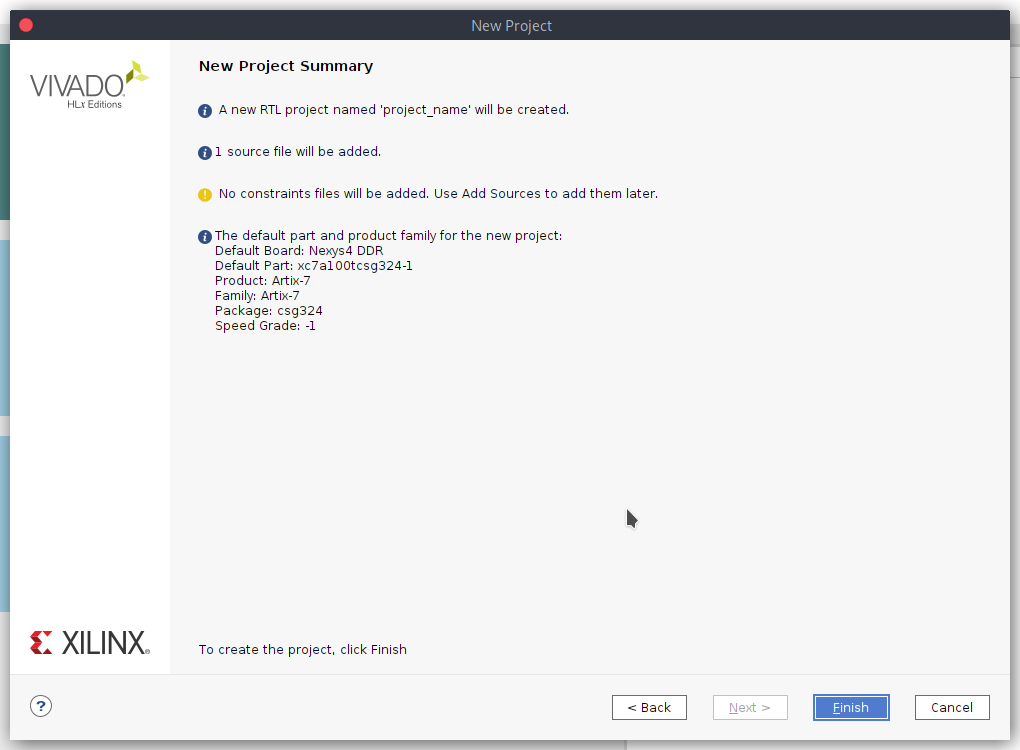 New Project
VIVADO.
HLx Editions
New Project Summary
A new RTL project named 'project_name' will be created.
1 source file will be added.
No constraints files will be added. Use Add Sources to add them later.
The default part and product family for the new project:
Default Board: Nexys4 DDR
Default Part: xc7a100tcsg324-1
Product: Artix-7
Family: Artix-7
Package: csg324
Speed Grade: -1
XILINX®
To create the project, click Finish
? < Back Next > Finish Cancel